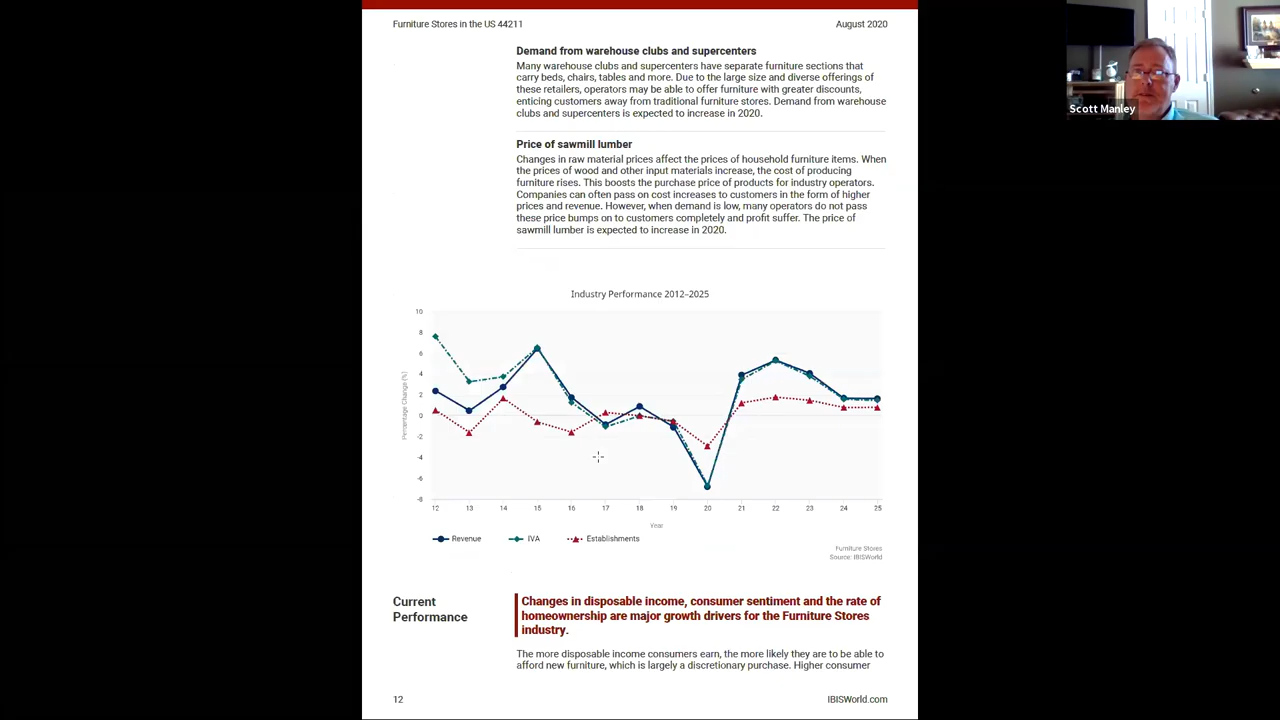 Furniture Stores in the US 44211
August 2020
Demand from warehouse clubs and supercenters
Many warehouse clubs and supercenters have separate furniture sections that
carry beds, chairs, tables and more. Due to the large size and diverse offerings of
these retailers, operators may be able to offer furniture with greater discounts,
enticing customers away from traditional furniture stores. Demand from warehouse
clubs and supercenters is expected to increase in 2020.
Price of sawmill lumber
Changes in raw material prices affect the prices of household furniture items. When
the prices of wood and other input materials increase, the cost of producing
furniture rises. This boosts the purchase price of products for industry operators.
Companies can often pass on cost increases to customers in the form of higher
prices and revenue. However, when demand is low, many operators do not pass
these price bumps on to customers completely and profit suffer. The price of
sawmill lumber is expected to increase in 2020.
Industry Performance 2012–2025
Percentage Change (%)
10
8
6
4
2
0
-2
-4
-6
-8
12 13 14 15 16 17 18 19 20 21 22 23 24 25
Year
Revenue IVA Establishments
Furniture Stores
Source: IBISWorld
Current
Performance
Changes in disposable income, consumer sentiment and the rate of
homeownership are major growth drivers for the Furniture Stores
industry.
The more disposable income consumers earn, the more likely they are to be able to
afford new furniture, which is largely a discretionary purchase. Higher consumer
12
IBISWorld.com
Scott Manley